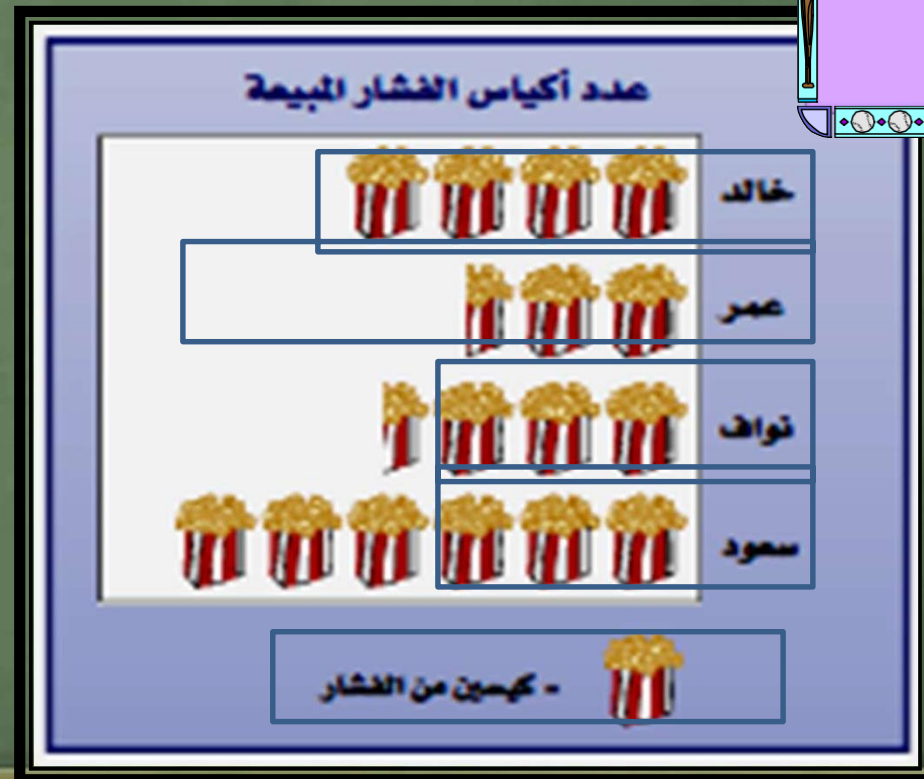 عدد أكياس الفشار المبيعة
خالد
عمر
نواف
سعود
= كيسين من الفشار